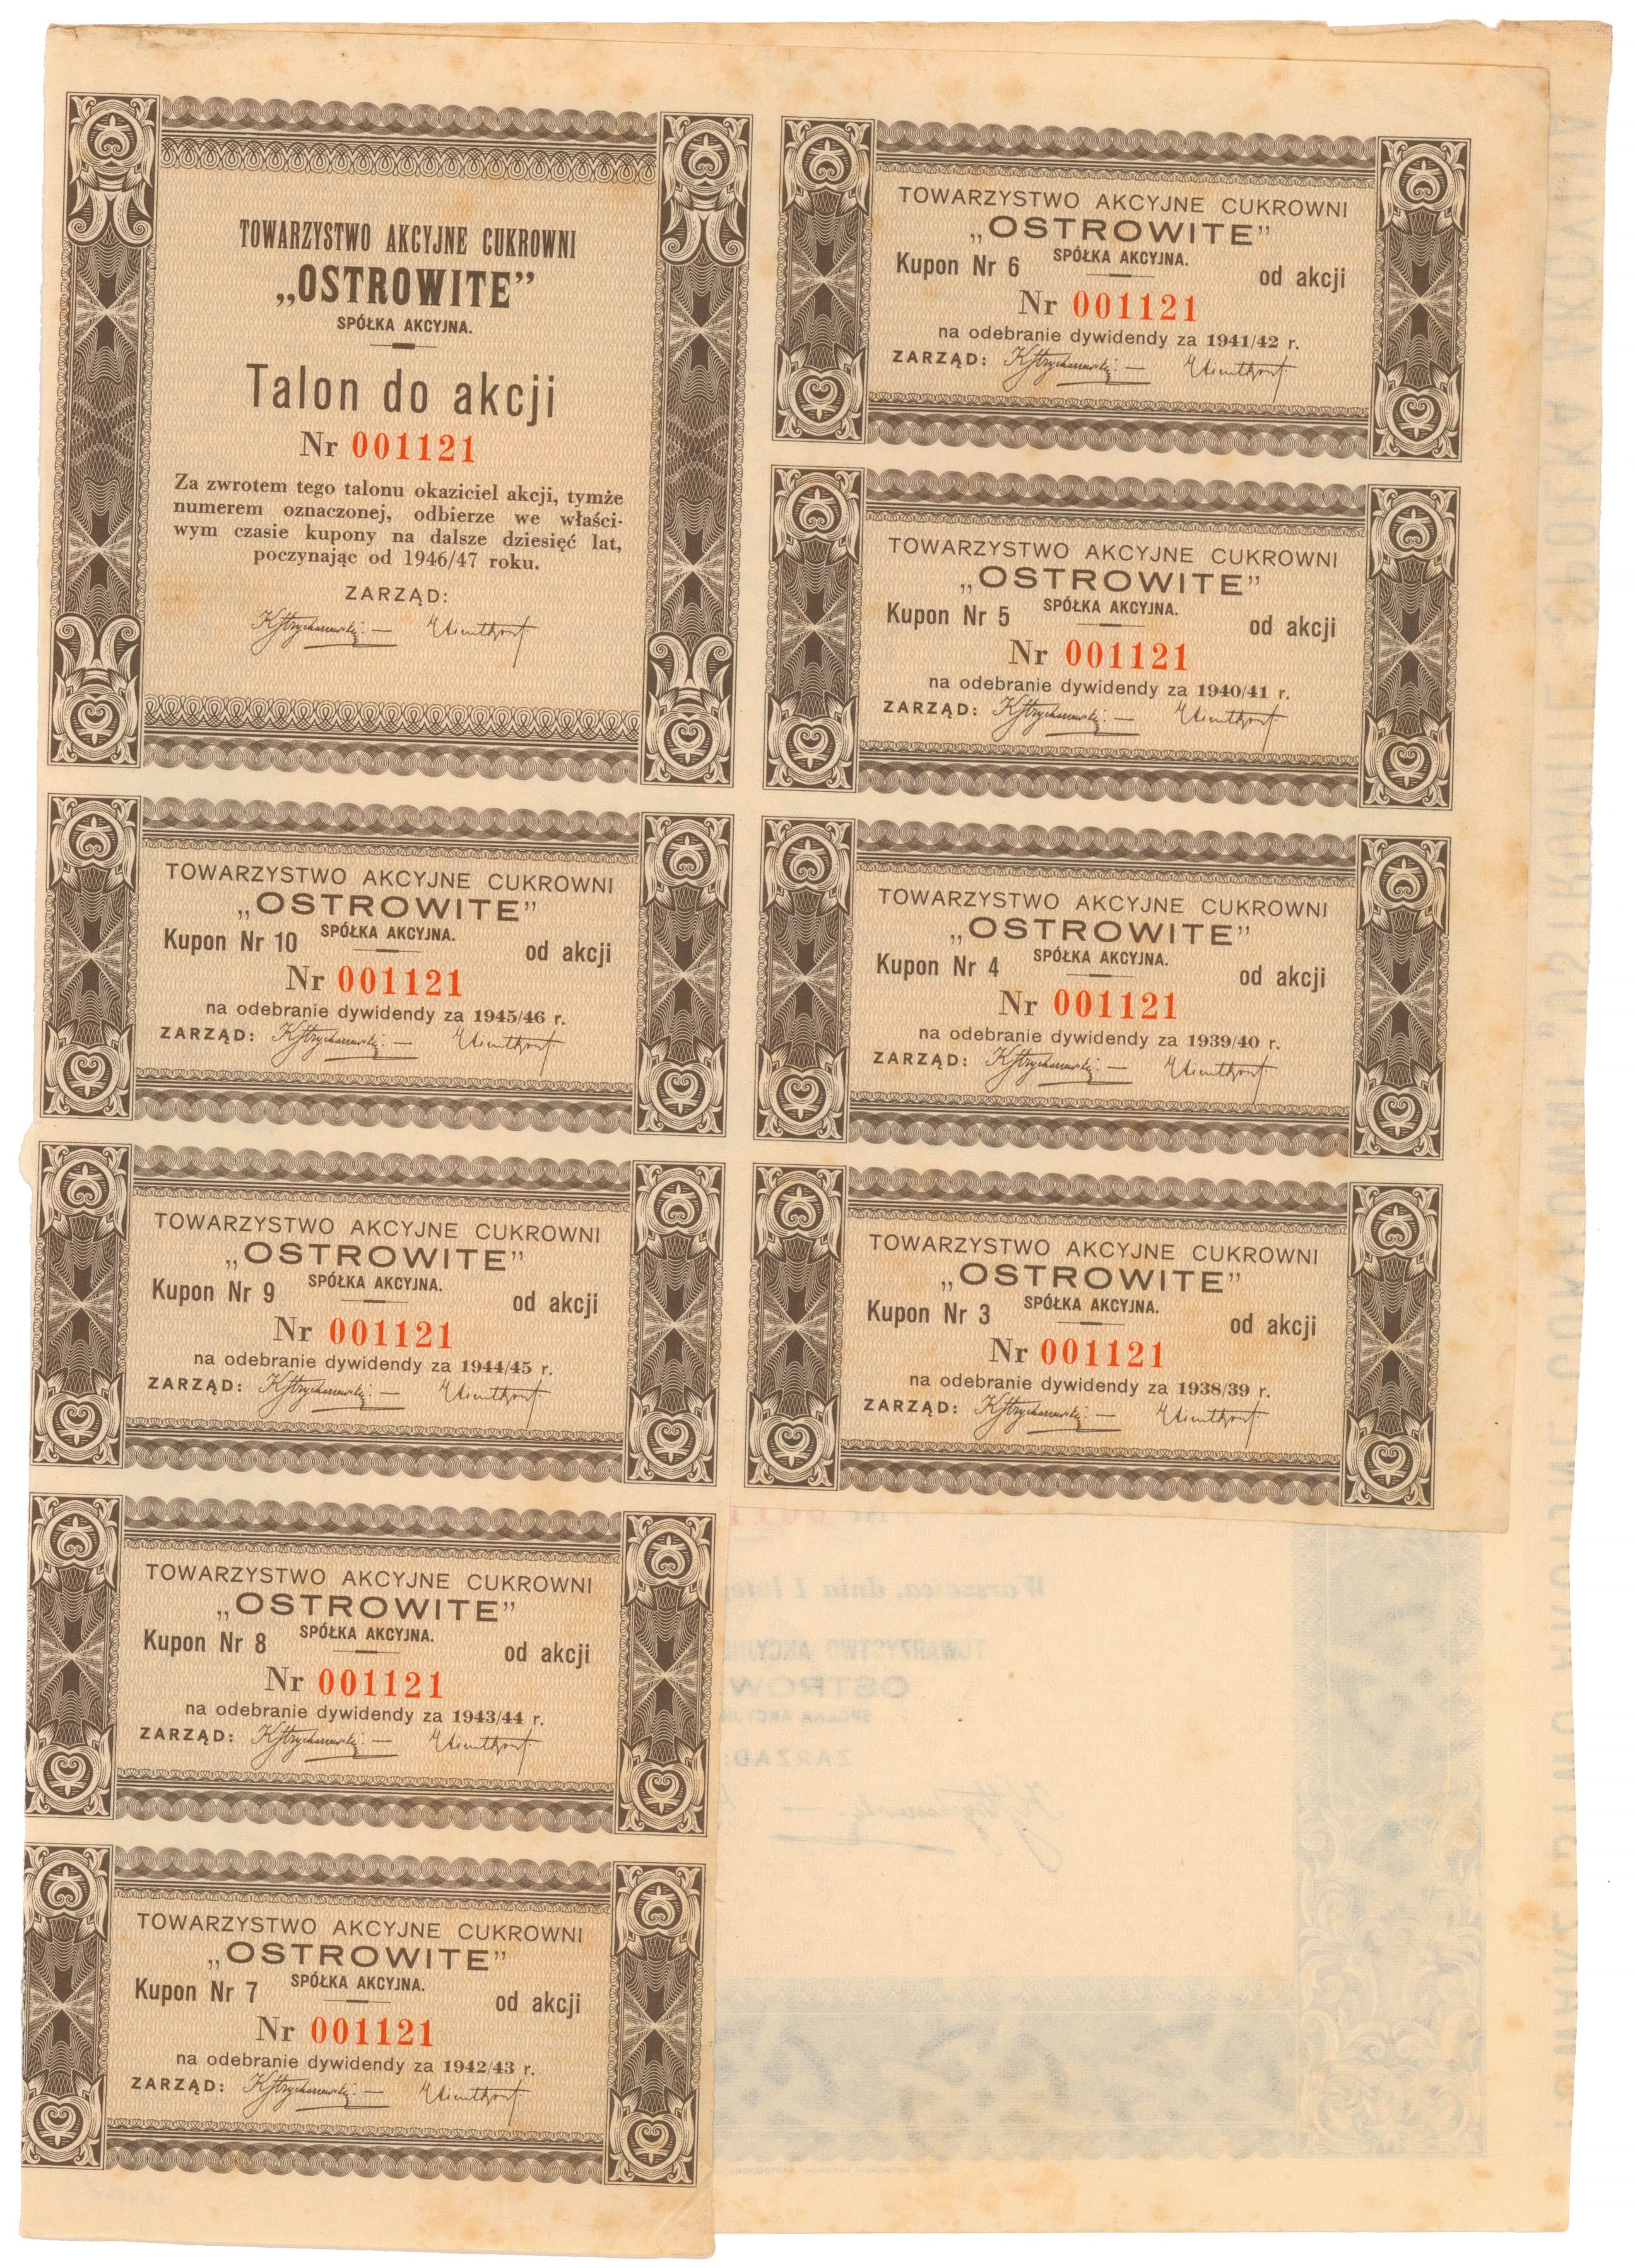 TOWARZYSTWO AKCYJNE CUKROWNI
„OSTROWITE”
SPÓŁKA AKCYJNA.
Talon do akcji
Nr 001121
Za zwrotem tego talonu okaziciel akcji, tymże
numerem oznaczonej, odbierze we właści-
wym czasie kupony na dalsze dziesięć lat,
poczynając od 1946/47 roku.
ZARZĄD:
TOWARZYSTWO AKCYJNE CUKROWNI
„OSTROWITE”
SPÓŁKA AKCYJNA.
Kupon Nr 10 od akcji
Nr 001121
na odebranie dywidendy za 1945/46 r.
ZARZĄD:
TOWARZYSTWO AKCYJNE CUKROWNI
„OSTROWITE”
SPÓŁKA AKCYJNA.
Kupon Nr 9 od akcji
Nr 001121
na odebranie dywidendy za 1944/45 r.
ZARZĄD:
TOWARZYSTWO AKCYJNE CUKROWNI
„OSTROWITE”
SPÓŁKA AKCYJNA.
Kupon Nr 8 od akcji
Nr 001121
na odebranie dywidendy za 1943/44 r.
ZARZĄD:
TOWARZYSTWO AKCYJNE CUKROWNI
„OSTROWITE”
SPÓŁKA AKCYJNA.
Kupon Nr 7 od akcji
Nr 001121
na odebranie dywidendy za 1942/43 r.
ZARZĄD:
TOWARZYSTWO AKCYJNE CUKROWNI
„OSTROWITE”
SPÓŁKA AKCYJNA.
Kupon Nr 6 od akcji
Nr 001121
na odebranie dywidendy za 1941/42 r.
ZARZĄD:
TOWARZYSTWO AKCYJNE CUKROWNI
„OSTROWITE”
SPÓŁKA AKCYJNA.
Kupon Nr 5 od akcji
Nr 001121
na odebranie dywidendy za 1940/41 r.
ZARZĄD:
TOWARZYSTWO AKCYJNE CUKROWNI
„OSTROWITE”
SPÓŁKA AKCYJNA.
Kupon Nr 4 od akcji
Nr 001121
na odebranie dywidendy za 1939/40 r.
ZARZĄD:
TOWARZYSTWO AKCYJNE CUKROWNI
„OSTROWITE”
SPÓŁKA AKCYJNA.
Kupon Nr 3 od akcji
Nr 001121
na odebranie dywidendy za 1938/39 r.
ZARZĄD: